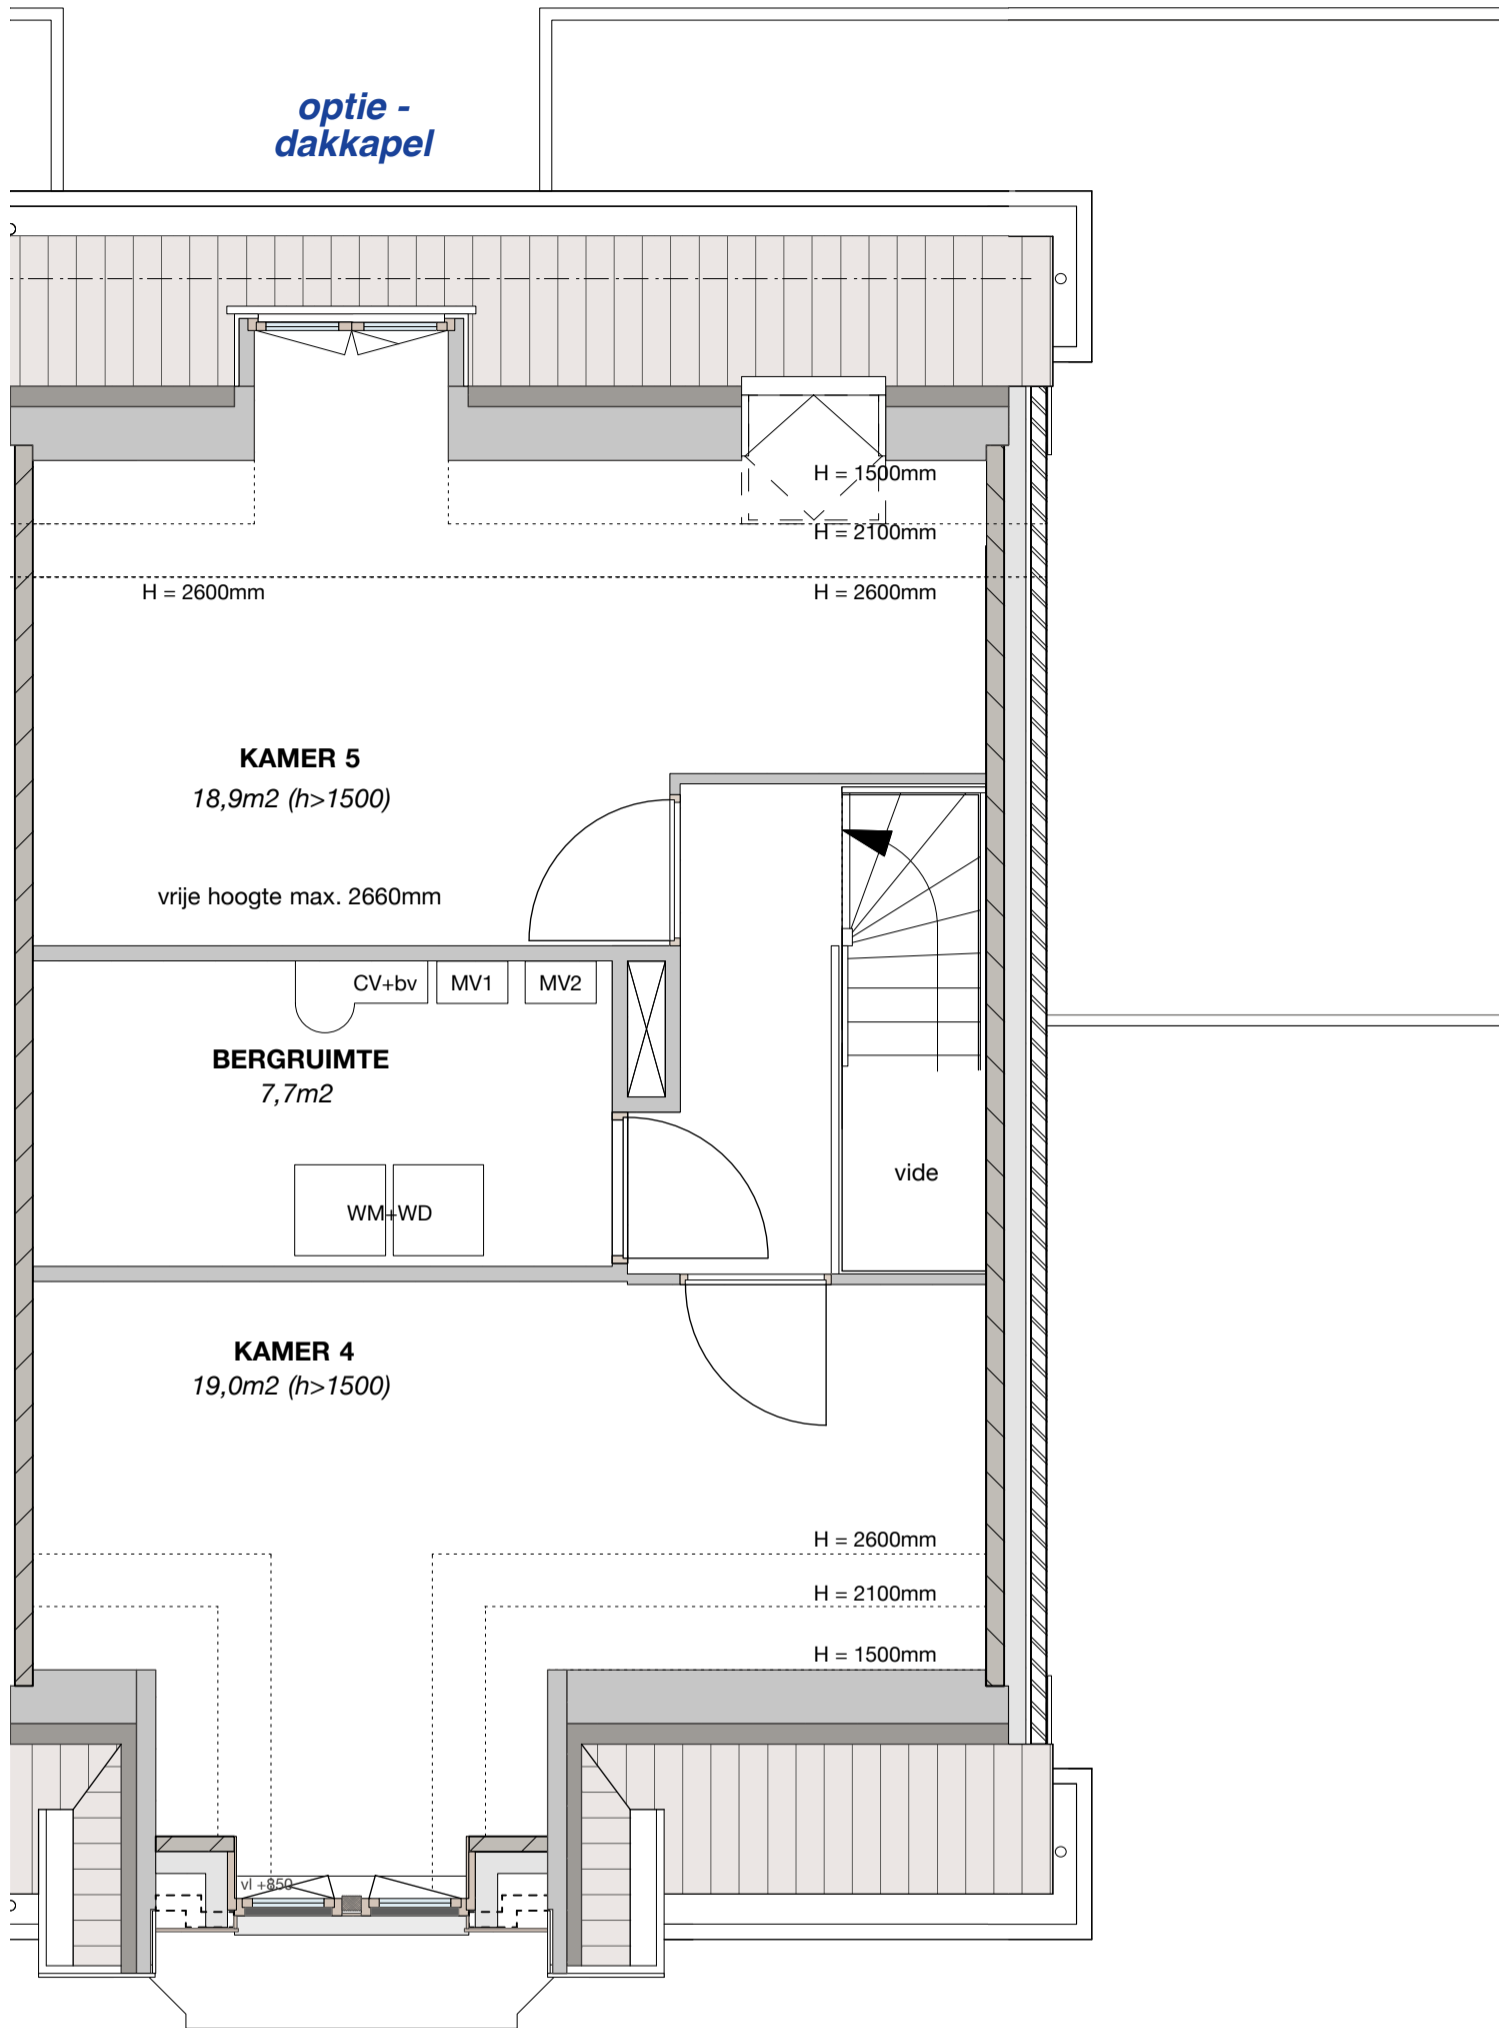 optie -
dakkapel
H = 1500mm
H = 2100mm
H = 2600mm
H = 2600mm
KAMER 5
18,9m2 (h>1500)
vrije hoogte max. 2660mm
CV+bv
MV1
MV2
BERGRUIMTE
7,7m2
vide
WM+WD
KAMER 4
19,0m2 (h>1500)
H = 2600mm
H = 2100mm
H = 1500mm
vl +850